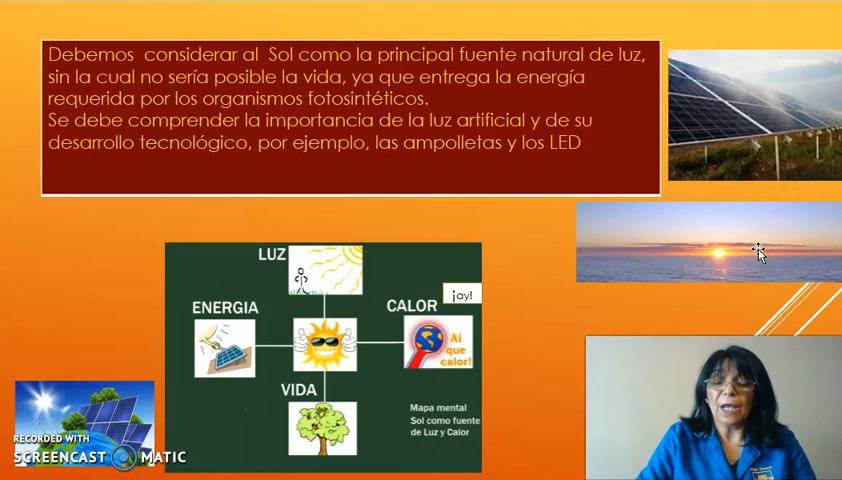 Debemos considerar al Sol como la principal fuente natural de luz,
sin la cual no sería posible la vida, ya que entrega la energía
requerida por los organismos fotosintéticos.
Se debe comprender la importancia de la luz artificial y de su
desarrollo tecnológico, por ejemplo, las ampolletas y los LED
LUZ
¡ay!
ENERGIA
CALOR
Ai
que
calor!
VIDA
Mapa mental
Sol como fuente
de Luz y Calor
RECORDED WITH
SCREENCAST MATIC